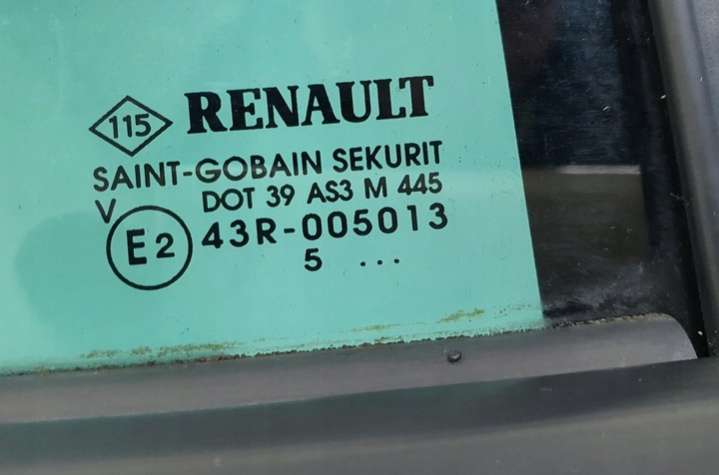 115 RENAULT
SAINT-GOBAIN SEKURIT
V DOT 39 AS3 M 445
E2 43R-005013
5 ...